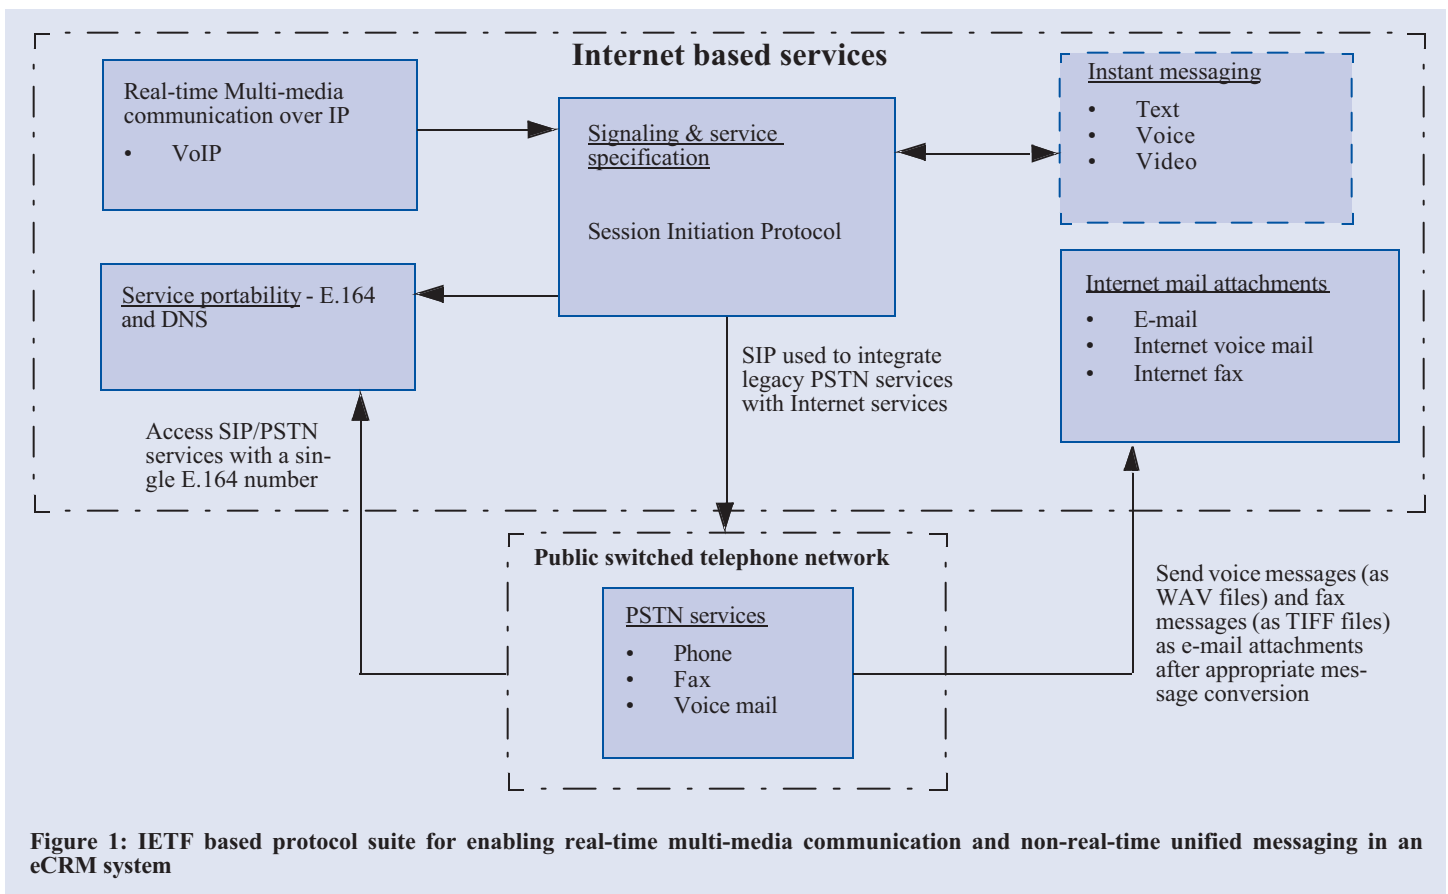 Internet based services
Real-time Multi-media
communication over IP
• VoIP
Signaling & service
specification
Session Initiation Protocol
Instant messaging
• Text
• Voice
• Video
Service portability - E.164
and DNS
Internet mail attachments
• E-mail
• Internet voice mail
• Internet fax
SIP used to integrate
legacy PSTN services
with Internet services
Access SIP/PSTN
services with a sin-
gle E.164 number
Public switched telephone network
PSTN services
• Phone
• Fax
• Voice mail
Send voice messages (as
WAV files) and fax
messages (as TIFF files)
as e-mail attachments
after appropriate mes-
sage conversion
Figure 1: IETF based protocol suite for enabling real-time multi-media communication and non-real-time unified messaging in an
eCRM system